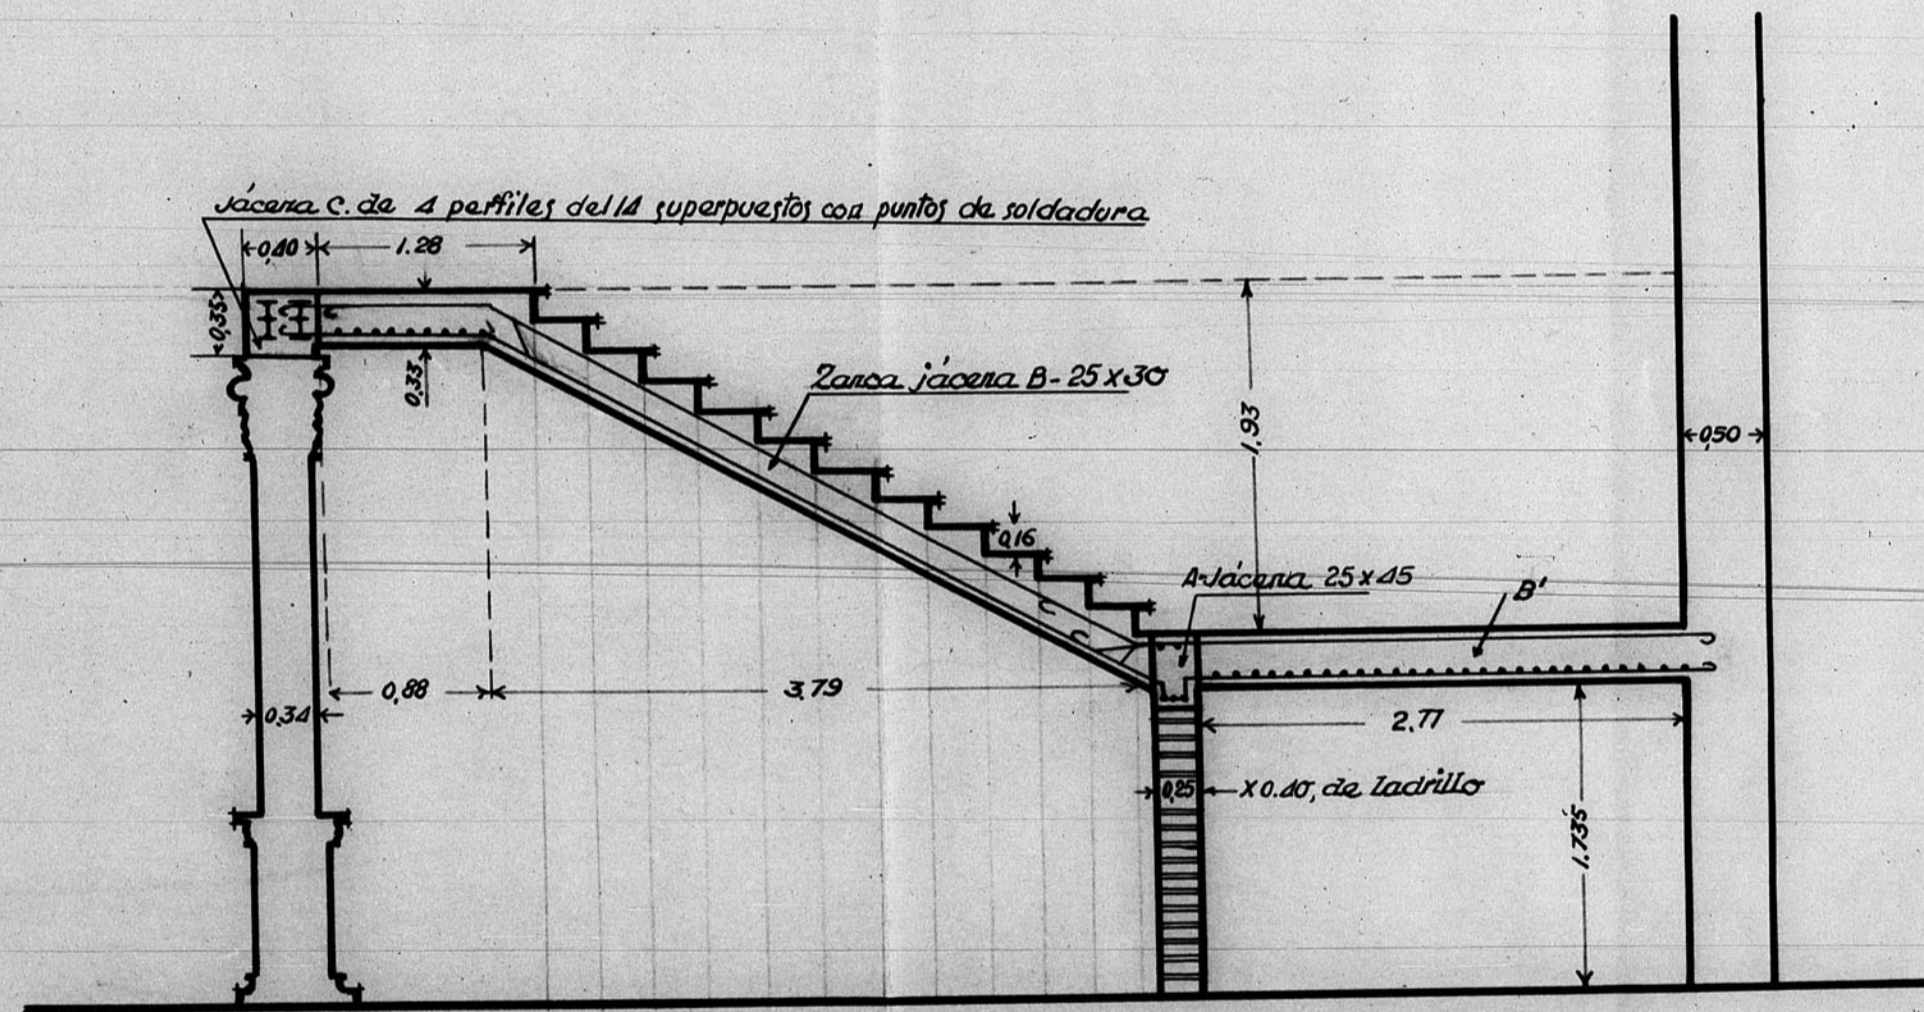 Jácena C. de 4 perfiles del 14 superpuestos con puntos de soldadura
0,40
1.28
0,35
0.33
Zanca jácena B-25x30
1.93
0,50
0,16
A-Jácena 25x45
B'
0,88
3,79
0,34
2,77
0,25
x0.40, de ladrillo
1.735